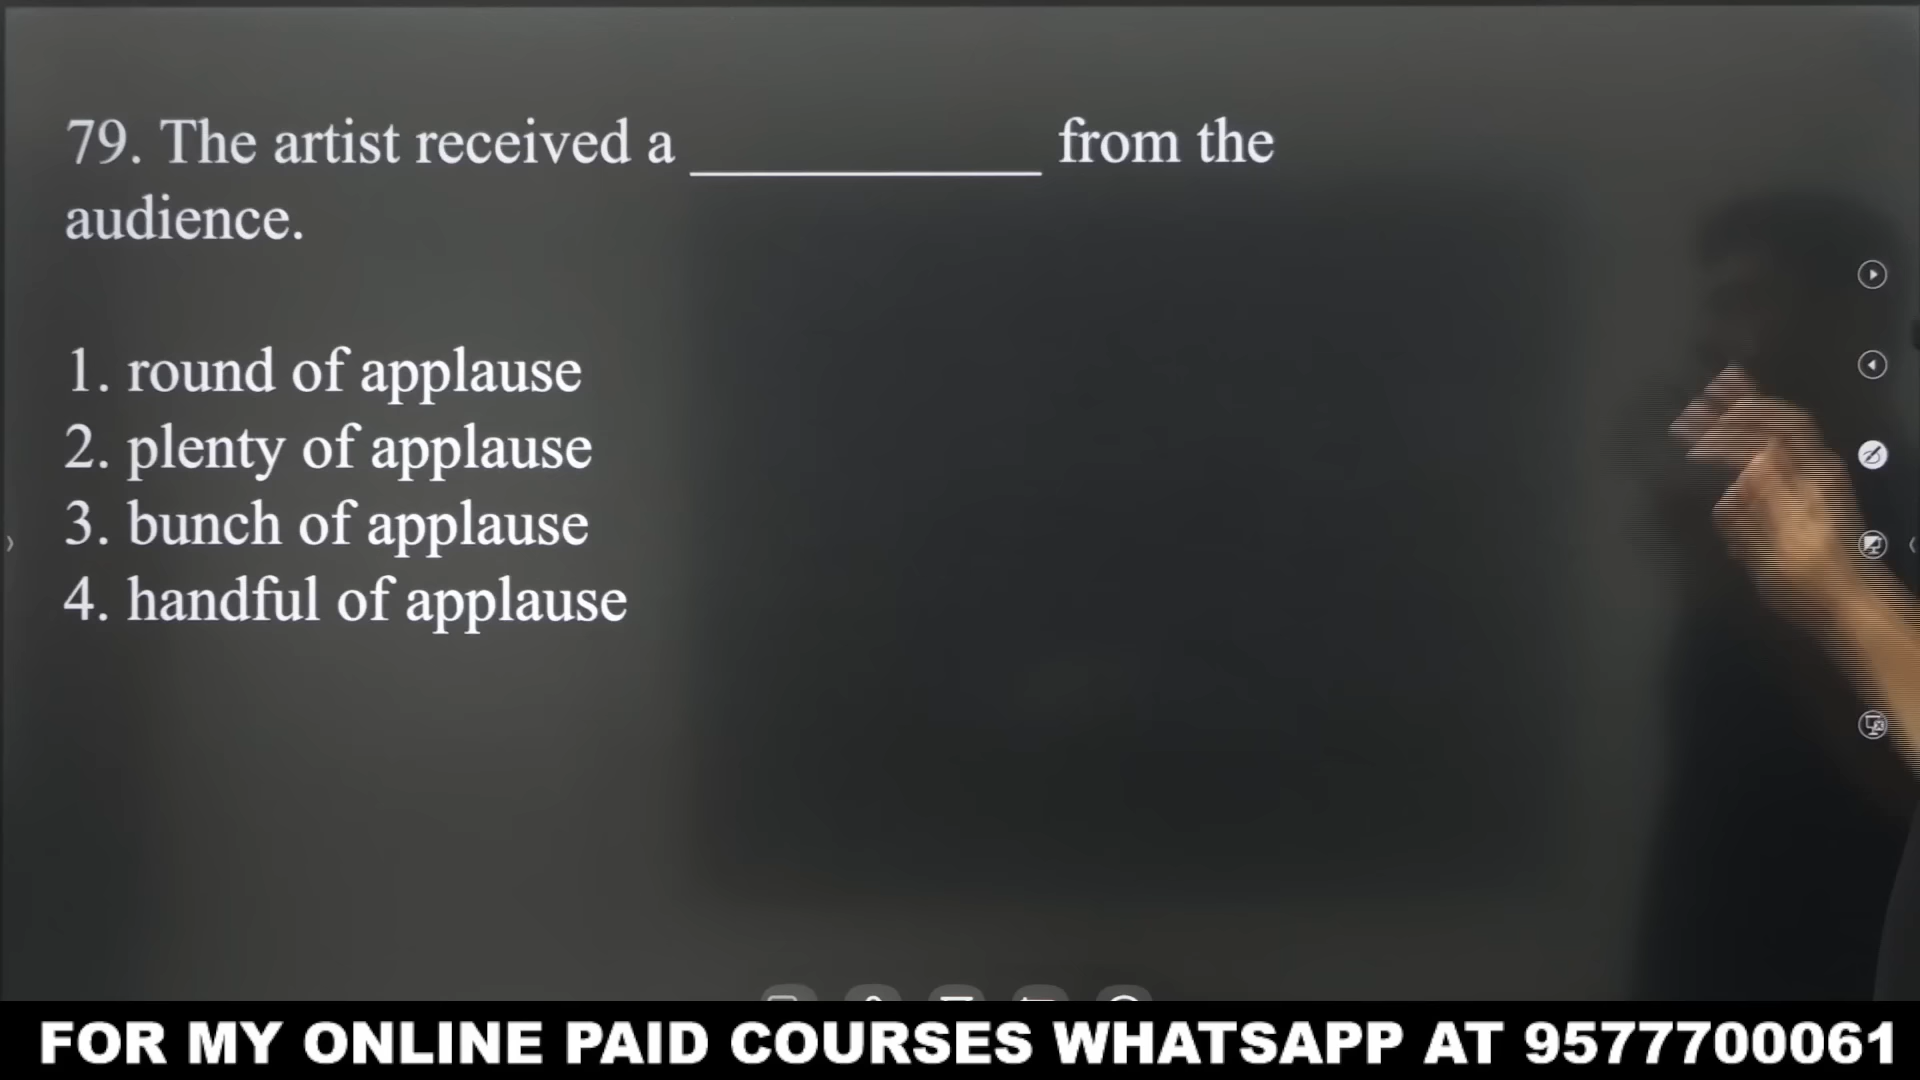 79. The artist received a ____________ from the
audience.
1. round of applause
2. plenty of applause
3. bunch of applause
4. handful of applause
FOR MY ONLINE PAID COURSES WHATSAPP AT 9577700061